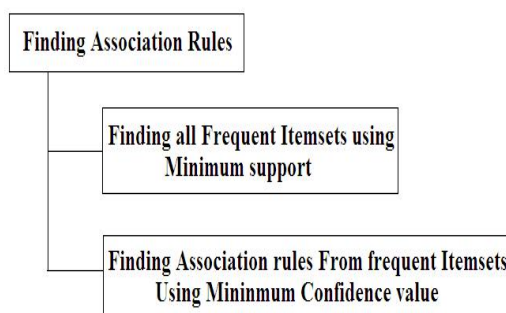 Finding Association Rules
Finding all Frequent Itemsets using
Minimum support
Finding Association rules From frequent Itemsets
Using Mininmum Confidence value